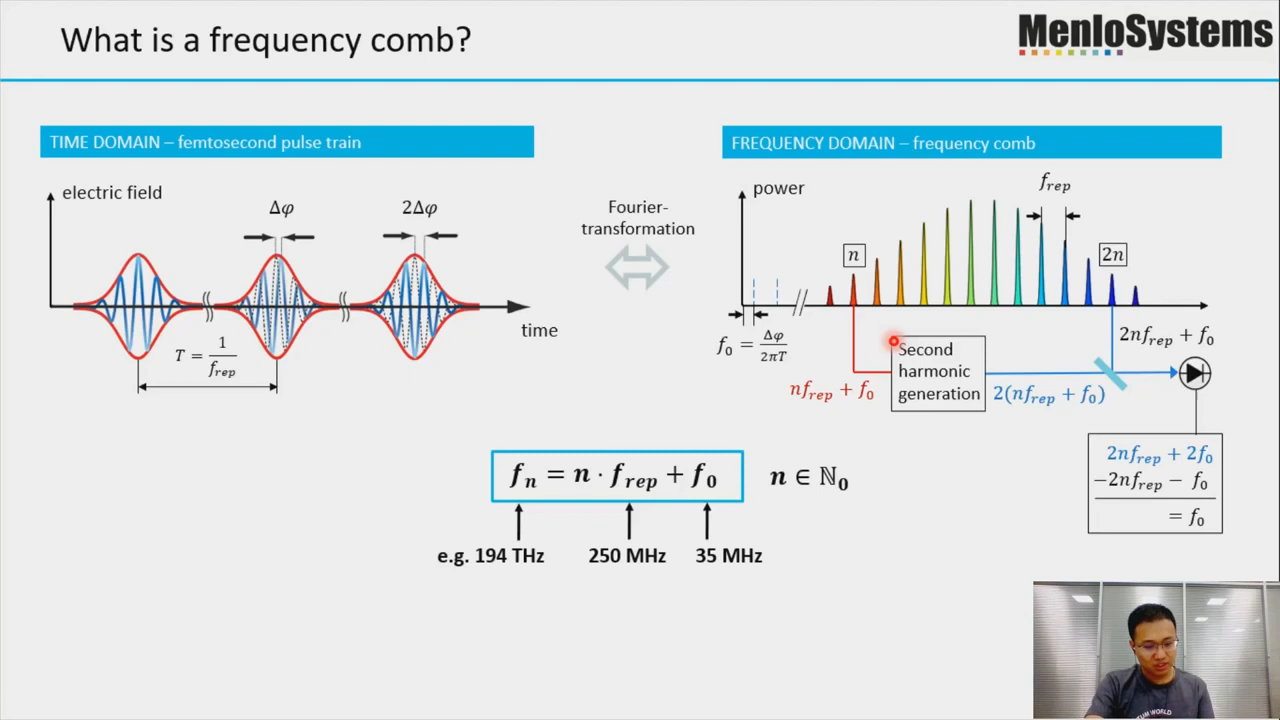 What is a frequency comb?
MenloSystems
TIME DOMAIN – femtosecond pulse train
electric field
Δφ
2Δφ
time
T = 1/f_rep
Fourier-
transformation
FREQUENCY DOMAIN – frequency comb
power
f_rep
n
2n
f_0 = Δφ/2πT
2nf_rep + f_0
Second
harmonic
generation
nf_rep + f_0
2(nf_rep + f_0)
2nf_rep + 2f_0
−2nf_rep − f_0
= f_0
f_n = n · f_rep + f_0
n ∈ ℕ_0
e.g. 194 THz
250 MHz
35 MHz
TUM WORLD